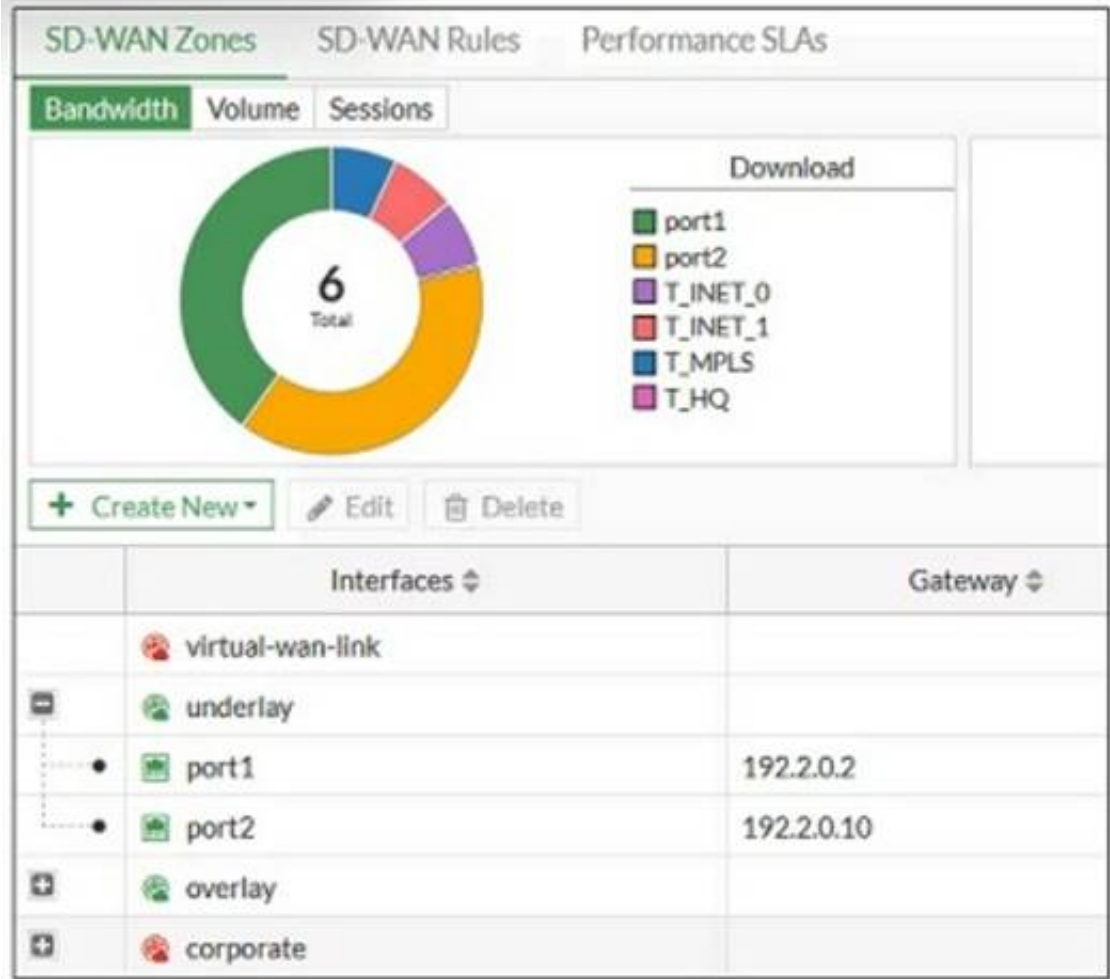 SD-WAN Zones SD-WAN Rules Performance SLAs
Bandwidth Volume Sessions
Download
port1
port2
T_INET_0
T_INET_1
T_MPLS
T_HQ
6
Total
+ Create New Edit Delete
Interfaces Gateway
virtual-wan-link
underlay
port1 192.2.0.2
port2 192.2.0.10
overlay
corporate